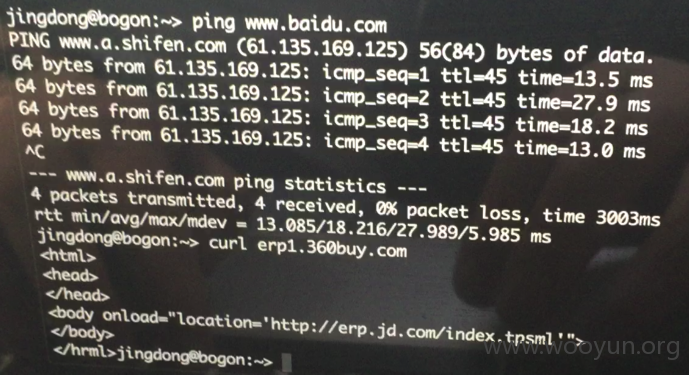 jingdong@bogon:~> ping www.baidu.com
PING www.a.shifen.com (61.135.169.125) 56(84) bytes of data.
64 bytes from 61.135.169.125: icmp_seq=1 ttl=45 time=13.5 ms
64 bytes from 61.135.169.125: icmp_seq=2 ttl=45 time=27.9 ms
64 bytes from 61.135.169.125: icmp_seq=3 ttl=45 time=18.2 ms
64 bytes from 61.135.169.125: icmp_seq=4 ttl=45 time=13.0 ms
^C
--- www.a.shifen.com ping statistics ---
4 packets transmitted, 4 received, 0% packet loss, time 3003ms
rtt min/avg/max/mdev = 13.085/18.216/27.989/5.985 ms
jingdong@bogon:~> curl erp1.360buy.com
<html>
<head>
</head>
<body onload="location='http://erp.jd.com/index.tpsml'">
</body>
</hrml>jingdong@bogon:~>
www.wooyun.org